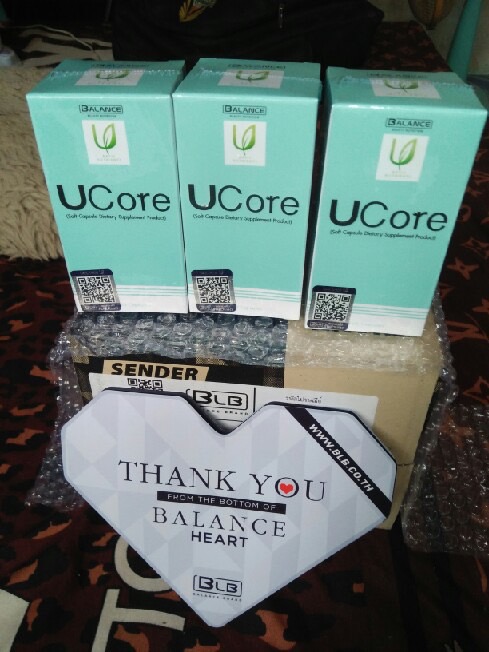 BALANCE
UCore
(Soft Capsule Dietary Supplement Product)
BALANCE
UCore
(Soft Capsule Dietary Supplement Product)
BALANCE
UCore
(Soft Capsule Dietary Supplement Product)
SENDER
BLB
WWW.BLB.CO.TH
THANK YOU
FROM THE BOTTOM OF
BALANCE
HEART
BLB